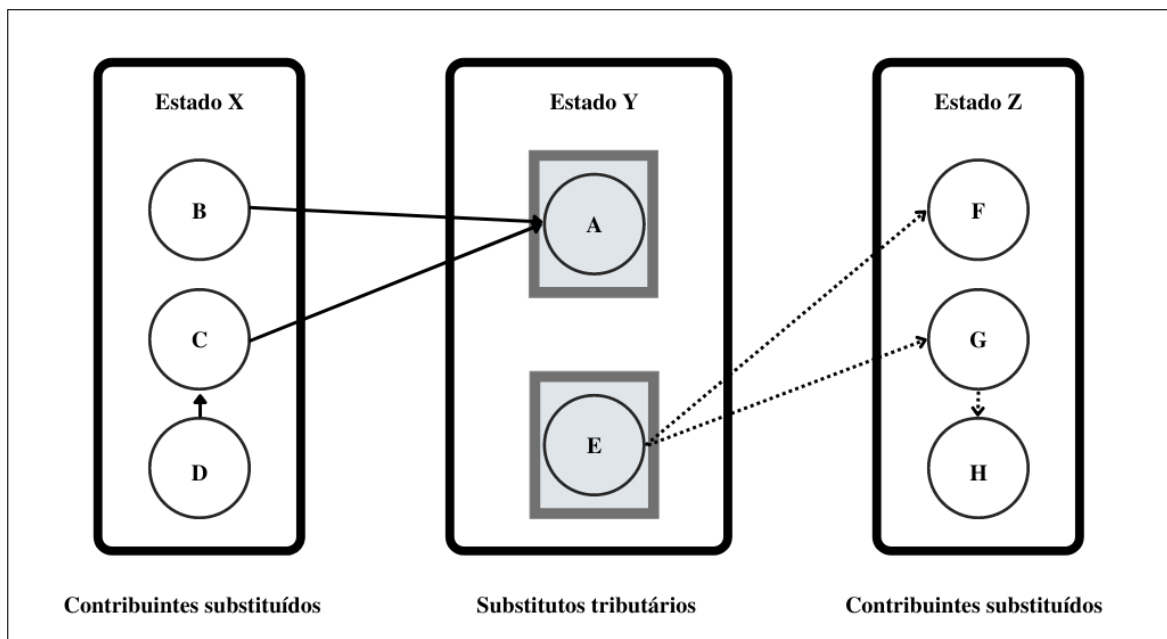 Estado X
Estado Y
Estado Z
B
A
F
C
G
D
E
H
Contribuintes substituídos
Substitutos tributários
Contribuintes substituídos